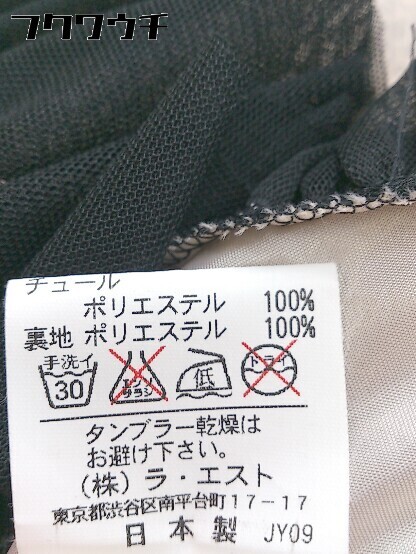 フクワウチ
チュール
ポリエステル 100%
裏地 ポリエステル 100%
手洗イ 30 エンソサラシ 低 ドライ
タンブラー乾燥は
お避け下さい。
(株)ラ・エスト
東京都渋谷区南平台町17-17
日本製 JY09